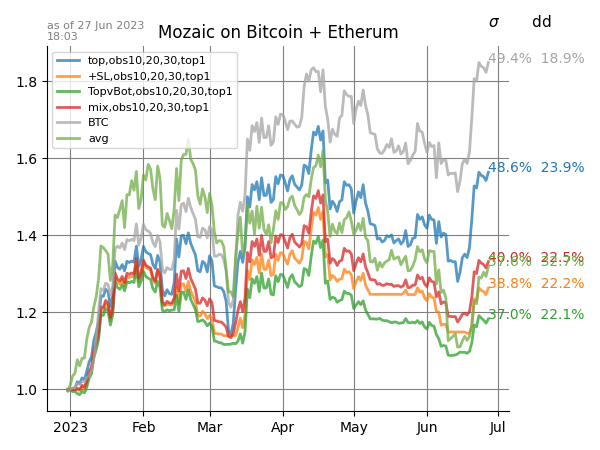 as of 27 Jun 2023
18:03
Mozaic on Bitcoin + Etherum
σ dd
top,obs10,20,30,top1
+SL,obs10,20,30,top1
TopvBot,obs10,20,30,top1
mix,obs10,20,30,top1
BTC
avg
49.4% 18.9%
48.6% 23.9%
40.0% 22.5%
38.8% 22.2%
37.0% 22.1%
1.8
1.6
1.4
1.2
1.0
2023 Feb Mar Apr May Jun Jul